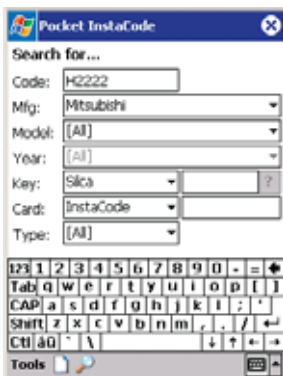 Pocket InstaCode
Search for...
Code: H2222
Mfg: Mitsubishi
Model: [All]
Year: [All]
Key: Silca ?
Card: InstaCode
Type: [All]
123 1 2 3 4 5 6 7 8 9 0 - =
Tab q w e r t y u i o p [ ]
CAP a s d f g h j k l ; '
Shift z x c v b n m , . /
Ctl áü ` \
Tools